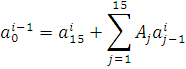 $a_0^{i-1} = a_{15}^{i} + \sum_{j=1}^{15} A_j a_{j-1}^{i}$